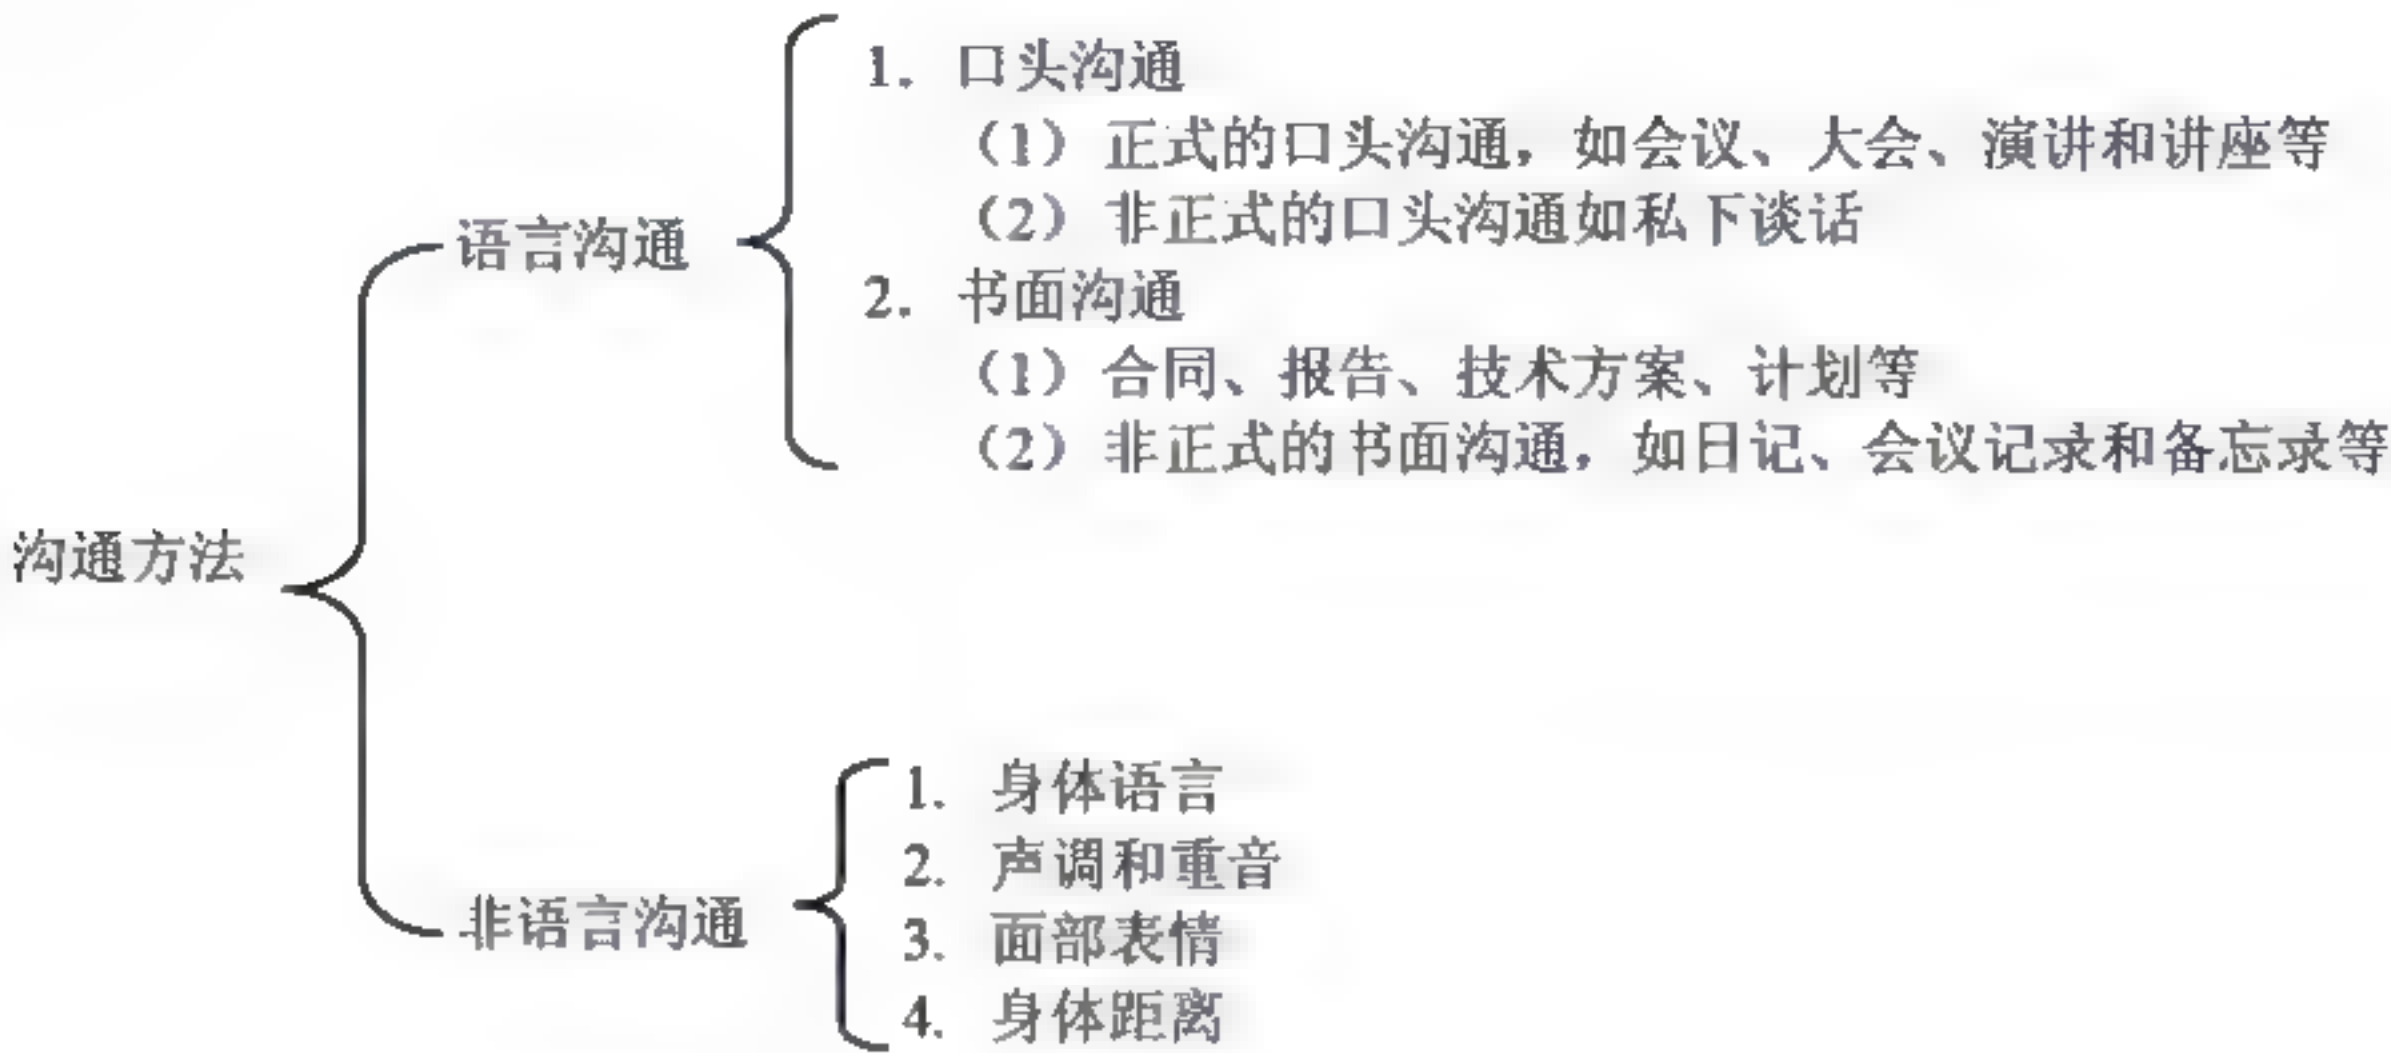 1. 口头沟通
（1）正式的口头沟通，如会议、大会、演讲和讲座等
（2）非正式的口头沟通如私下谈话
语言沟通
2. 书面沟通
（1）合同、报告、技术方案、计划等
（2）非正式的书面沟通，如日记、会议记录和备忘录等
沟通方法
1. 身体语言
2. 声调和重音
非语言沟通
3. 面部表情
4. 身体距离